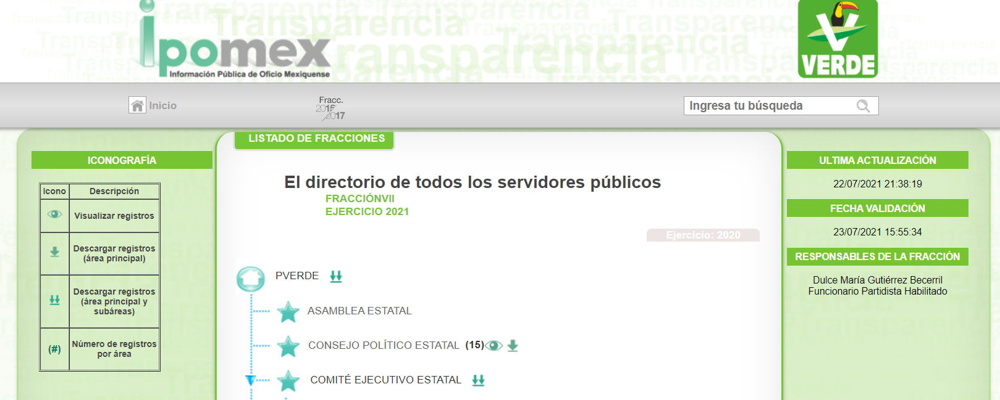 ipomex
Información Pública de Oficio Mexiquense
Transparencia
Transparencia
VERDE
Inicio
Fracc.
2015
2017
Ingresa tu búsqueda
ICONOGRAFÍA
Icono Descripción
Visualizar registros
Descargar registros
(área principal)
Descargar registros
(área principal y
subáreas)
(#) Número de registros
por área
LISTADO DE FRACCIONES
El directorio de todos los servidores públicos
FRACCIÓNVII
EJERCICIO 2021
Ejercicio: 2020
PVERDE
ASAMBLEA ESTATAL
CONSEJO POLÍTICO ESTATAL (15)
COMITÉ EJECUTIVO ESTATAL
ULTIMA ACTUALIZACIÓN
22/07/2021 21:38:19
FECHA VALIDACIÓN
23/07/2021 15:55:34
RESPONSABLES DE LA FRACCIÓN
Dulce María Gutiérrez Becerril
Funcionario Partidista Habilitado